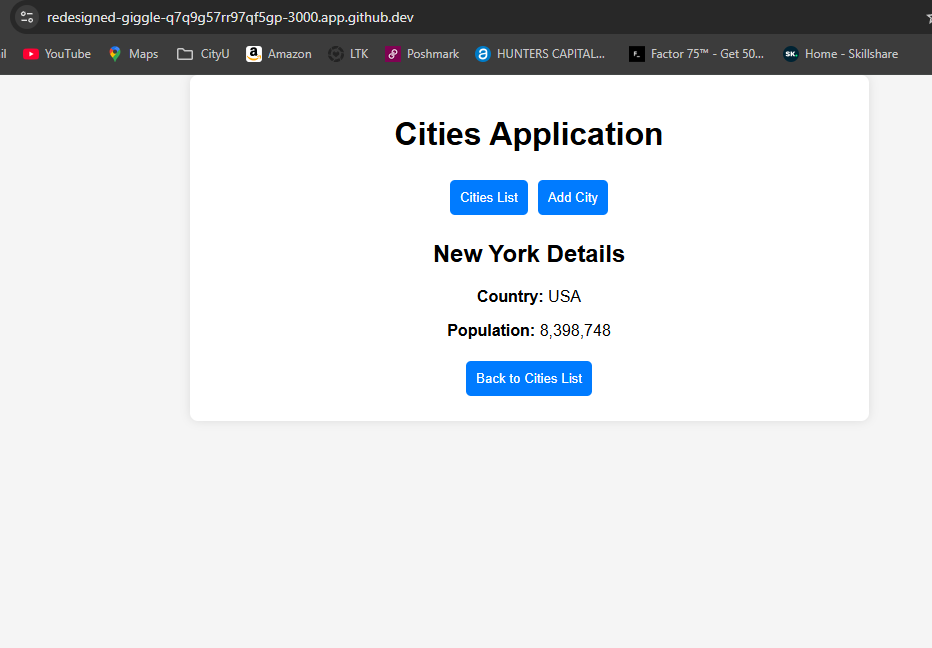 redesigned-giggle-q7q9g57rr97qf5gp-3000.app.github.dev
il YouTube Maps CityU Amazon LTK Poshmark HUNTERS CAPITAL... F_ Factor 75™ - Get 50... SK. Home - Skillshare
Cities Application
Cities List Add City
New York Details
Country: USA
Population: 8,398,748
Back to Cities List